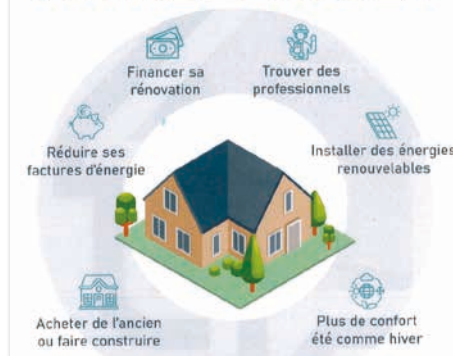 Financer sa
rénovation
Trouver des
professionnels
Réduire ses
factures d'énergie
Installer des énergies
renouvelables
Acheter de l'ancien
ou faire construire
Plus de confort
été comme hiver